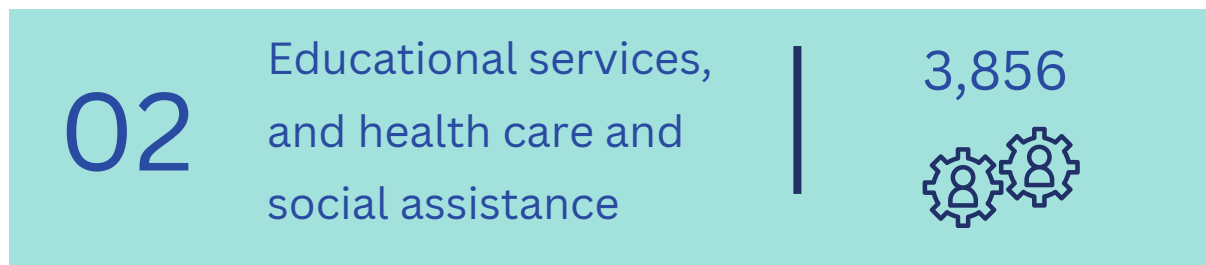 02
Educational services,
and health care and
social assistance
3,856